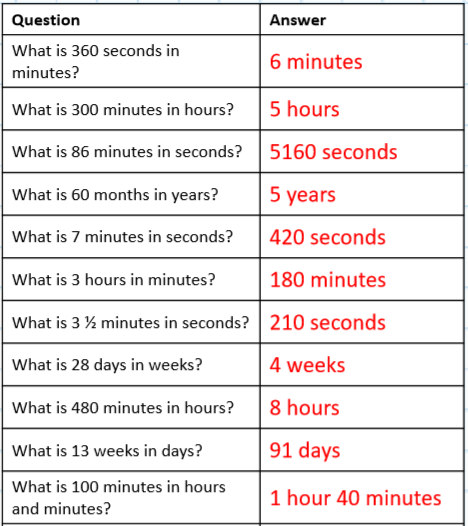 Question Answer
What is 360 seconds in
minutes?
6 minutes
What is 300 minutes in hours? 5 hours
What is 86 minutes in seconds? 5160 seconds
What is 60 months in years? 5 years
What is 7 minutes in seconds? 420 seconds
What is 3 hours in minutes? 180 minutes
What is 3 ½ minutes in seconds? 210 seconds
What is 28 days in weeks? 4 weeks
What is 480 minutes in hours? 8 hours
What is 13 weeks in days? 91 days
What is 100 minutes in hours
and minutes?
1 hour 40 minutes